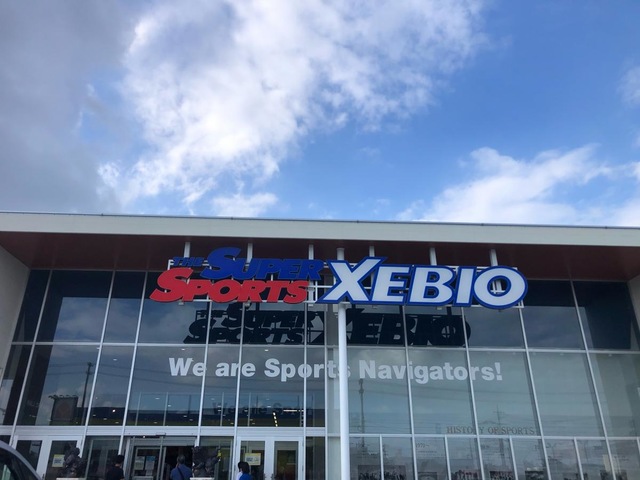 THE SUPER
SPORTS XEBIO
We are Sports Navigators!
HISTORY OF SPORTS